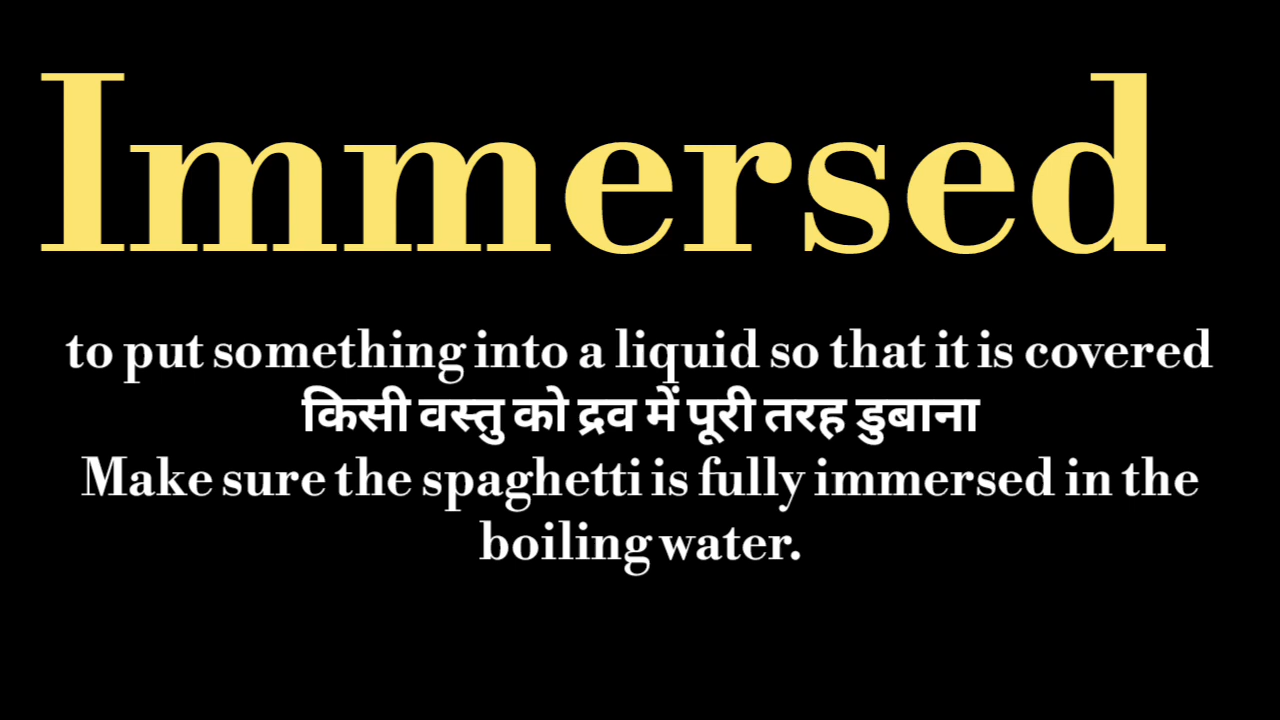 Immersed
to put something into a liquid so that it is covered
किसी वस्तु को द्रव में पूरी तरह डुबाना
Make sure the spaghetti is fully immersed in the
boiling water.